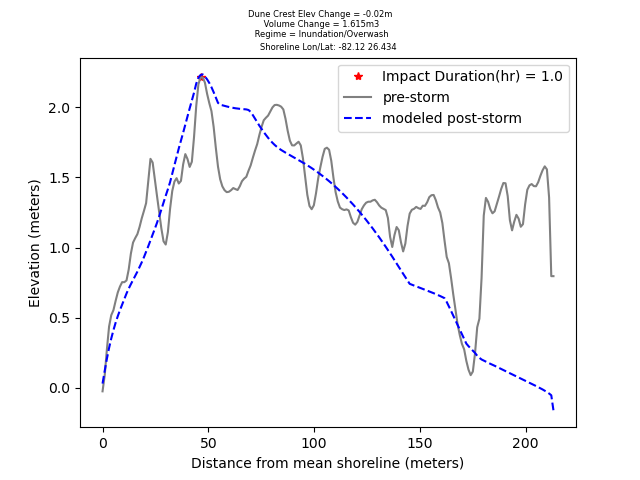 Dune Crest Elev Change = -0.02m
Volume Change = 1.615m3
Regime = Inundation/Overwash
Shoreline Lon/Lat: -82.12 26.434
Impact Duration(hr) = 1.0
pre-storm
modeled post-storm
Elevation (meters)
2.0
1.5
1.0
0.5
0.0
0 50 100 150 200
Distance from mean shoreline (meters)